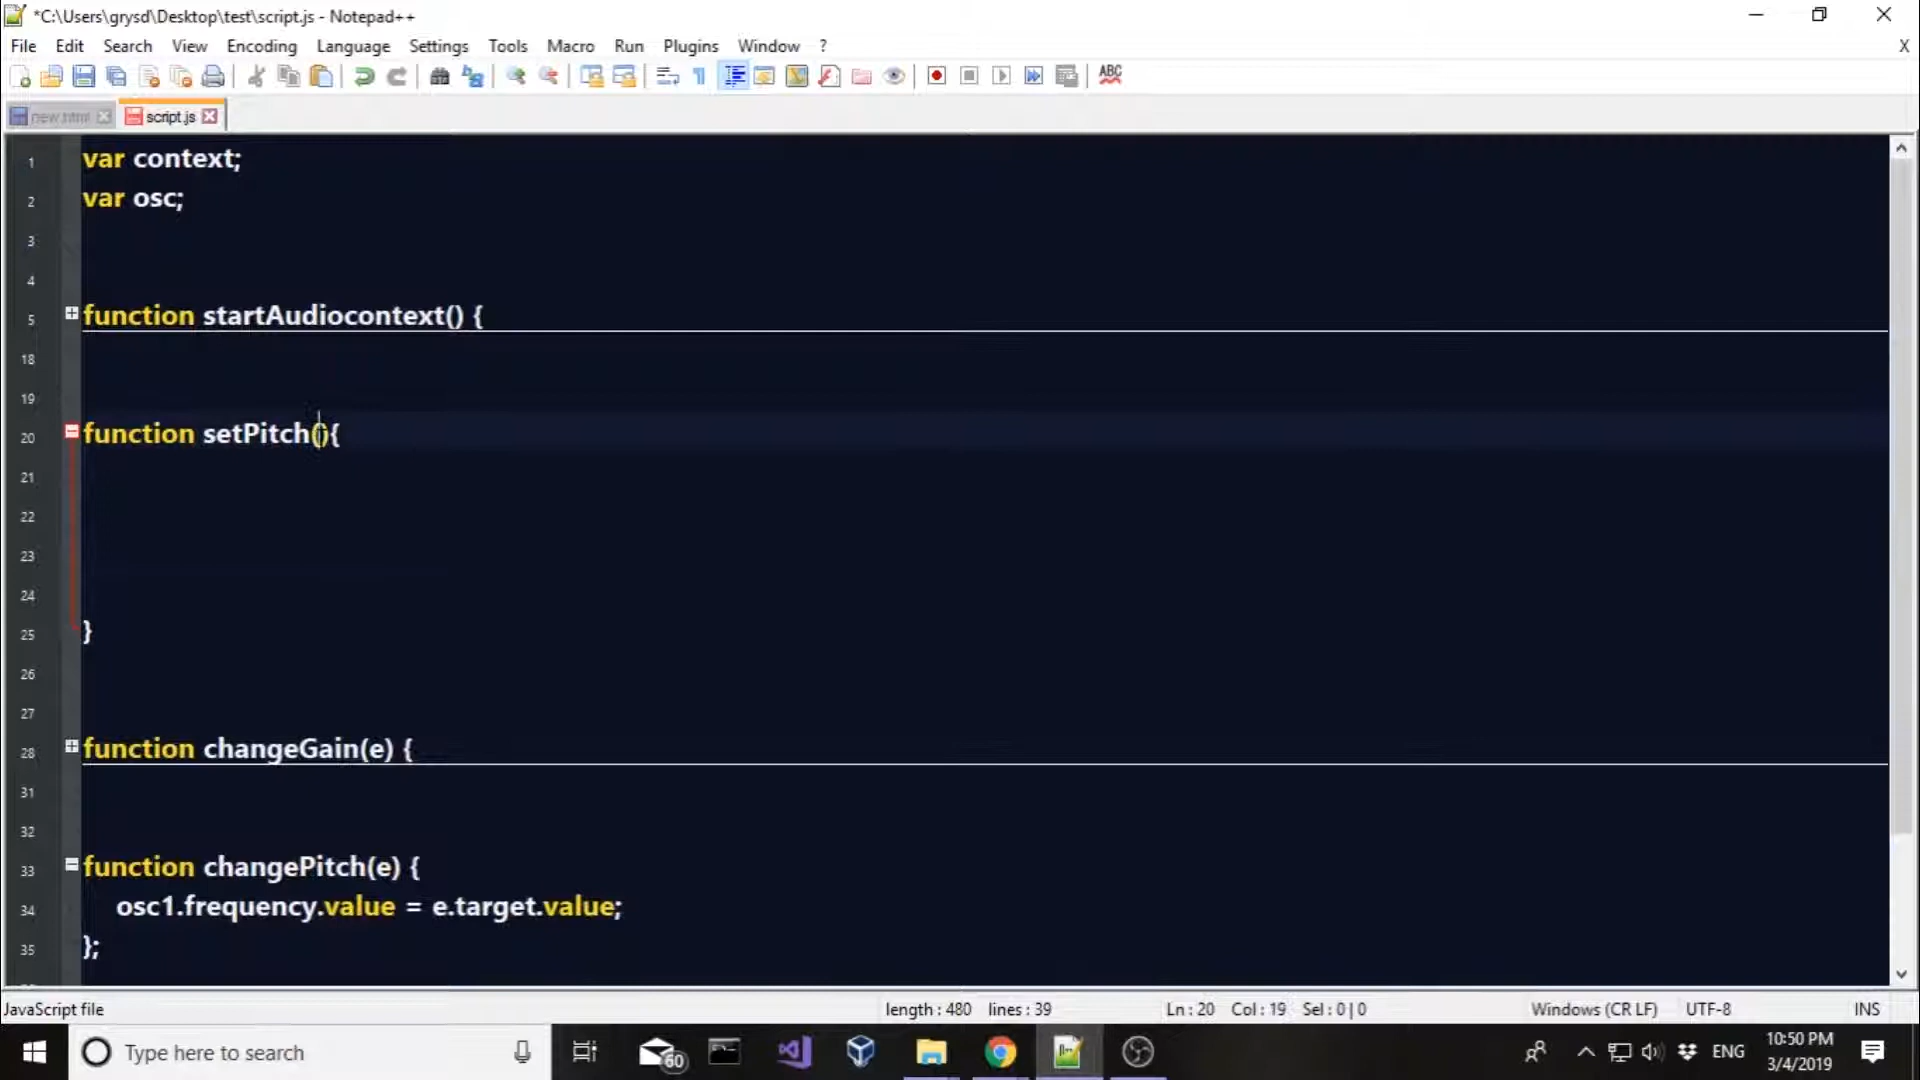 *C:\Users\grysd\Desktop\test\script.js - Notepad++
File Edit Search View Encoding Language Settings Tools Macro Run Plugins Window ? X
ABC
new.html script.js
1 var context;
2 var osc;
3
4
5 function startAudiocontext() {
18
19
20 function setPitch(){
21
22
23
24
25 }
26
27
28 function changeGain(e) {
31
32
33 function changePitch(e) {
34 osc1.frequency.value = e.target.value;
35 };
JavaScript file length : 480 lines : 39 Ln : 20 Col : 19 Sel : 0 | 0 Windows (CR LF) UTF-8 INS
Type here to search 60 ENG 10:50 PM
3/4/2019